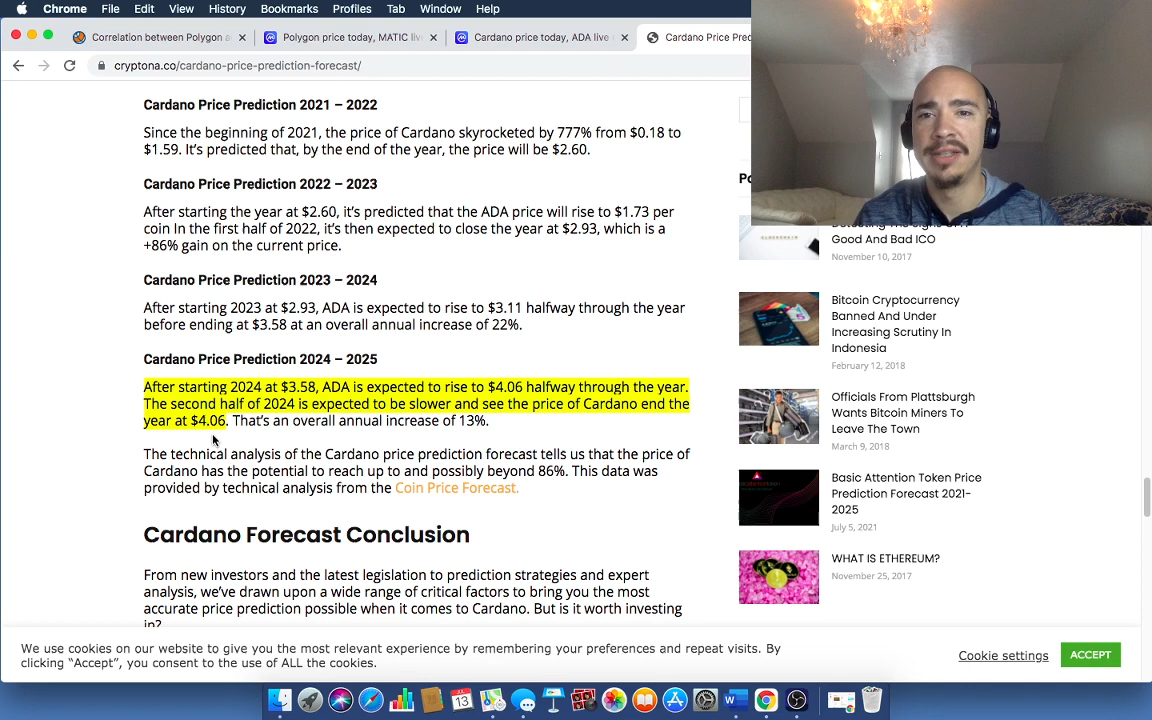 Chrome File Edit View History Bookmarks Profiles Tab Window Help
Correlation between Polygon a
Polygon price today, MATIC liv
Cardano price today, ADA live
Cardano Price Pred
cryptona.co/cardano-price-prediction-forecast/
Cardano Price Prediction 2021 – 2022
Since the beginning of 2021, the price of Cardano skyrocketed by 777% from $0.18 to
$1.59. It's predicted that, by the end of the year, the price will be $2.60.
Cardano Price Prediction 2022 – 2023
After starting the year at $2.60, it's predicted that the ADA price will rise to $1.73 per
coin In the first half of 2022, it's then expected to close the year at $2.93, which is a
+86% gain on the current price.
Cardano Price Prediction 2023 – 2024
After starting 2023 at $2.93, ADA is expected to rise to $3.11 halfway through the year
before ending at $3.58 at an overall annual increase of 22%.
Cardano Price Prediction 2024 – 2025
After starting 2024 at $3.58, ADA is expected to rise to $4.06 halfway through the year.
The second half of 2024 is expected to be slower and see the price of Cardano end the
year at $4.06. That's an overall annual increase of 13%.
The technical analysis of the Cardano price prediction forecast tells us that the price of
Cardano has the potential to reach up to and possibly beyond 86%. This data was
provided by technical analysis from the Coin Price Forecast.
Cardano Forecast Conclusion
From new investors and the latest legislation to prediction strategies and expert
analysis, we've drawn upon a wide range of critical factors to bring you the most
accurate price prediction possible when it comes to Cardano. But is it worth investing
in?
Po
Good And Bad ICO
November 10, 2017
Bitcoin Cryptocurrency
Banned And Under
Increasing Scrutiny In
Indonesia
February 12, 2018
Officials From Plattsburgh
Wants Bitcoin Miners To
Leave The Town
March 9, 2018
Basic Attention Token Price
Prediction Forecast 2021-
2025
July 5, 2021
WHAT IS ETHEREUM?
November 25, 2017
We use cookies on our website to give you the most relevant experience by remembering your preferences and repeat visits. By
clicking "Accept", you consent to the use of ALL the cookies.
Cookie settings
ACCEPT
13